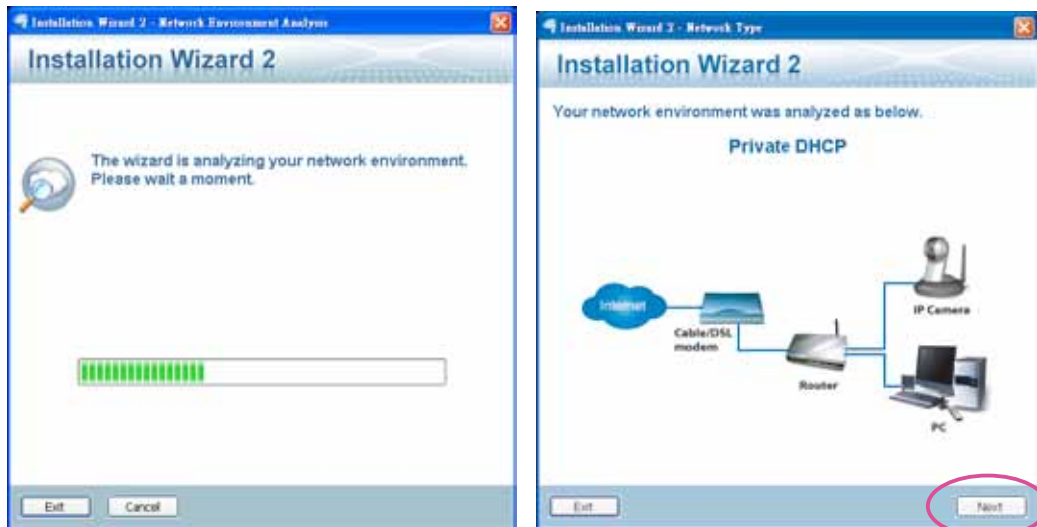 Installation Wizard 2 - Network Environment Analysis
Installation Wizard 2
The wizard is analyzing your network environment.
Please wait a moment.
Exit
Cancel
Installation Wizard 2 - Network Type
Installation Wizard 2
Your network environment was analyzed as below.
Private DHCP
Internet
Cable/DSL
modem
Router
IP Camera
PC
Exit
Next